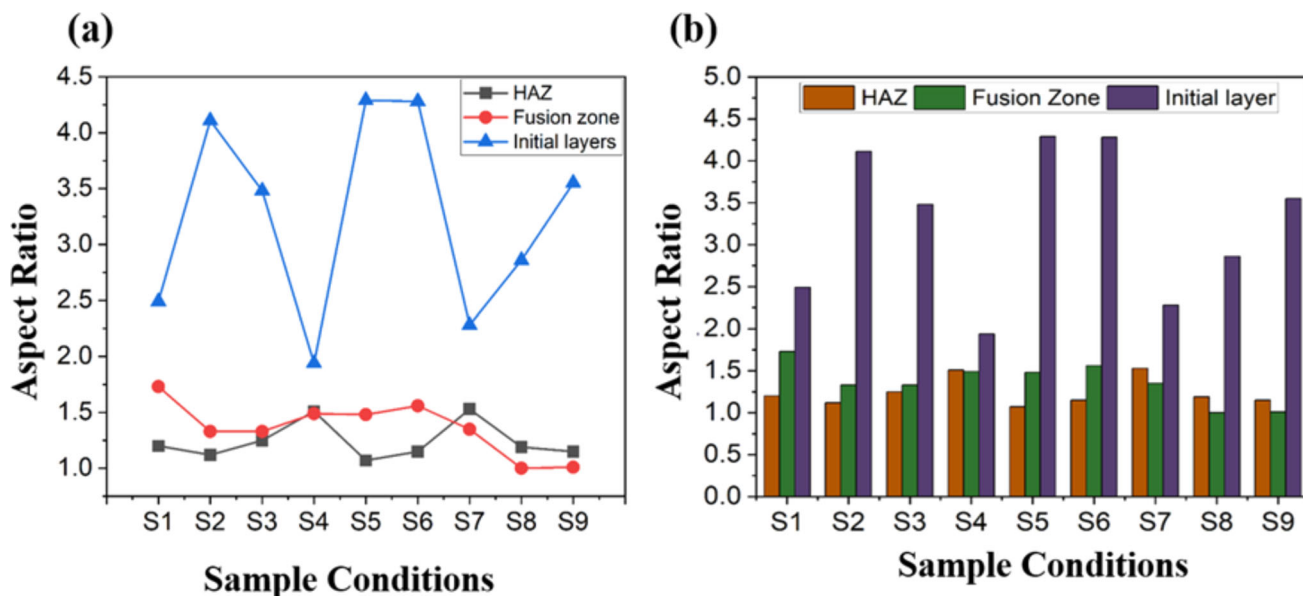 (a)
4.5
4.0
3.5
3.0
2.5
2.0
1.5
1.0
Aspect Ratio
HAZ
Fusion zone
Initial layers
S1 S2 S3 S4 S5 S6 S7 S8 S9
Sample Conditions
(b)
5.0
4.5
4.0
3.5
3.0
2.5
2.0
1.5
1.0
0.5
0.0
Aspect Ratio
HAZ Fusion Zone Initial layer
S1 S2 S3 S4 S5 S6 S7 S8 S9
Sample Conditions